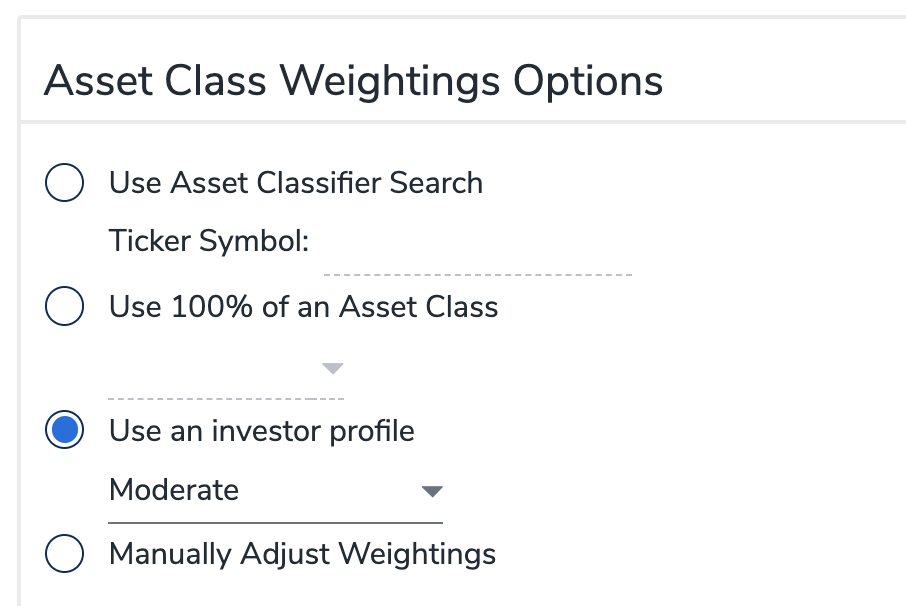 Asset Class Weightings Options
Use Asset Classifier Search
Ticker Symbol:
Use 100% of an Asset Class
Use an investor profile
Moderate
Manually Adjust Weightings